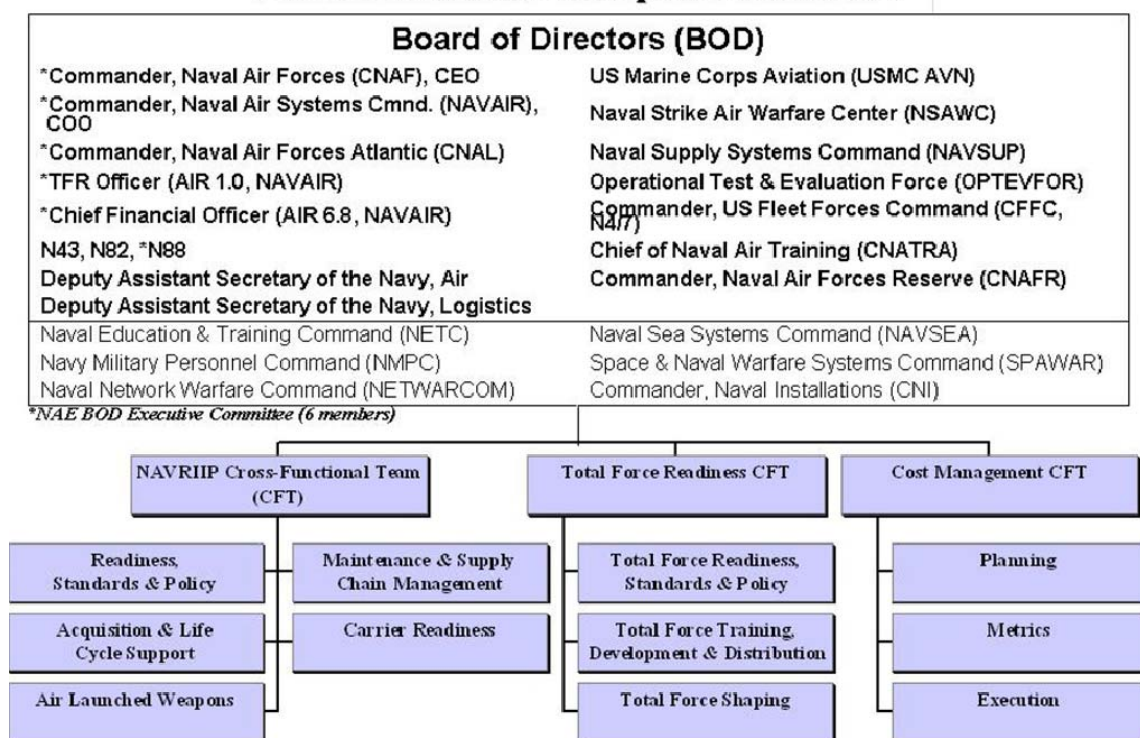 Board of Directors (BOD)
*Commander, Naval Air Forces (CNAF), CEO
*Commander, Naval Air Systems Cmnd. (NAVAIR),
COO
*Commander, Naval Air Forces Atlantic (CNAL)
*TFR Officer (AIR 1.0, NAVAIR)
*Chief Financial Officer (AIR 6.8, NAVAIR)
N43, N82, *N88
Deputy Assistant Secretary of the Navy, Air
Deputy Assistant Secretary of the Navy, Logistics
US Marine Corps Aviation (USMC AVN)
Naval Strike Air Warfare Center (NSAWC)
Naval Supply Systems Command (NAVSUP)
Operational Test & Evaluation Force (OPTEVFOR)
Commander, US Fleet Forces Command (CFFC,
N4/7)
Chief of Naval Air Training (CNATRA)
Commander, Naval Air Forces Reserve (CNAFR)
Naval Education & Training Command (NETC)
Navy Military Personnel Command (NMPC)
Naval Network Warfare Command (NETWARCOM)
Naval Sea Systems Command (NAVSEA)
Space & Naval Warfare Systems Command (SPAWAR)
Commander, Naval Installations (CNI)
*NAE BOD Executive Committee (6 members)
NAVRIIP Cross-Functional Team
(CFT)
Readiness,
Standards & Policy
Acquisition & Life
Cycle Support
Air Launched Weapons
Maintenance & Supply
Chain Management
Carrier Readiness
Total Force Readiness CFT
Total Force Readiness,
Standards & Policy
Total Force Training,
Development & Distribution
Total Force Shaping
Cost Management CFT
Planning
Metrics
Execution